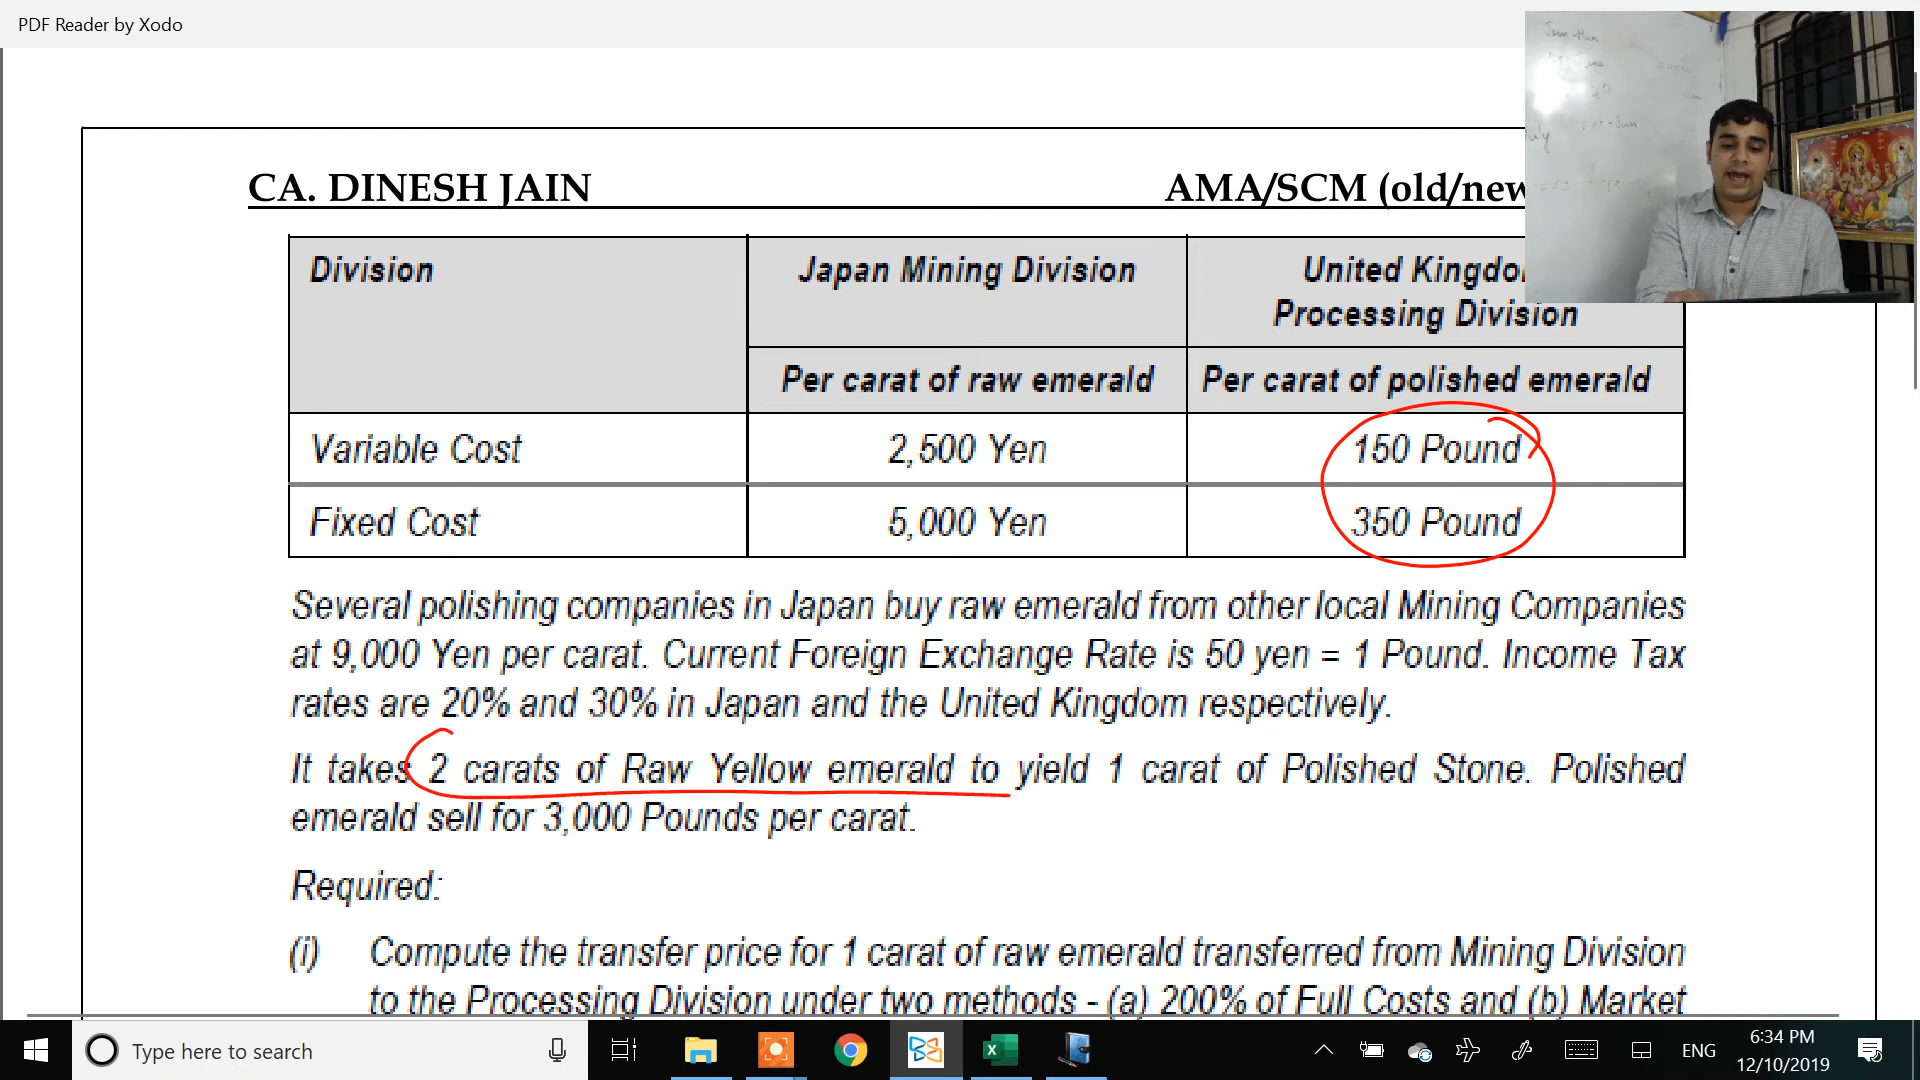 PDF Reader by Xodo
CA. DINESH JAIN
AMA/SCM (old/new
Division
Japan Mining Division
United Kingdo
Processing Division
Per carat of raw emerald
Per carat of polished emerald
Variable Cost
2,500 Yen
150 Pound
Fixed Cost
5,000 Yen
350 Pound
Several polishing companies in Japan buy raw emerald from other local Mining Companies
at 9,000 Yen per carat. Current Foreign Exchange Rate is 50 yen = 1 Pound. Income Tax
rates are 20% and 30% in Japan and the United Kingdom respectively.
It takes 2 carats of Raw Yellow emerald to yield 1 carat of Polished Stone. Polished
emerald sell for 3,000 Pounds per carat.
Required:
(i) Compute the transfer price for 1 carat of raw emerald transferred from Mining Division
to the Processing Division under two methods - (a) 200% of Full Costs and (b) Market
Type here to search
ENG
6:34 PM
12/10/2019